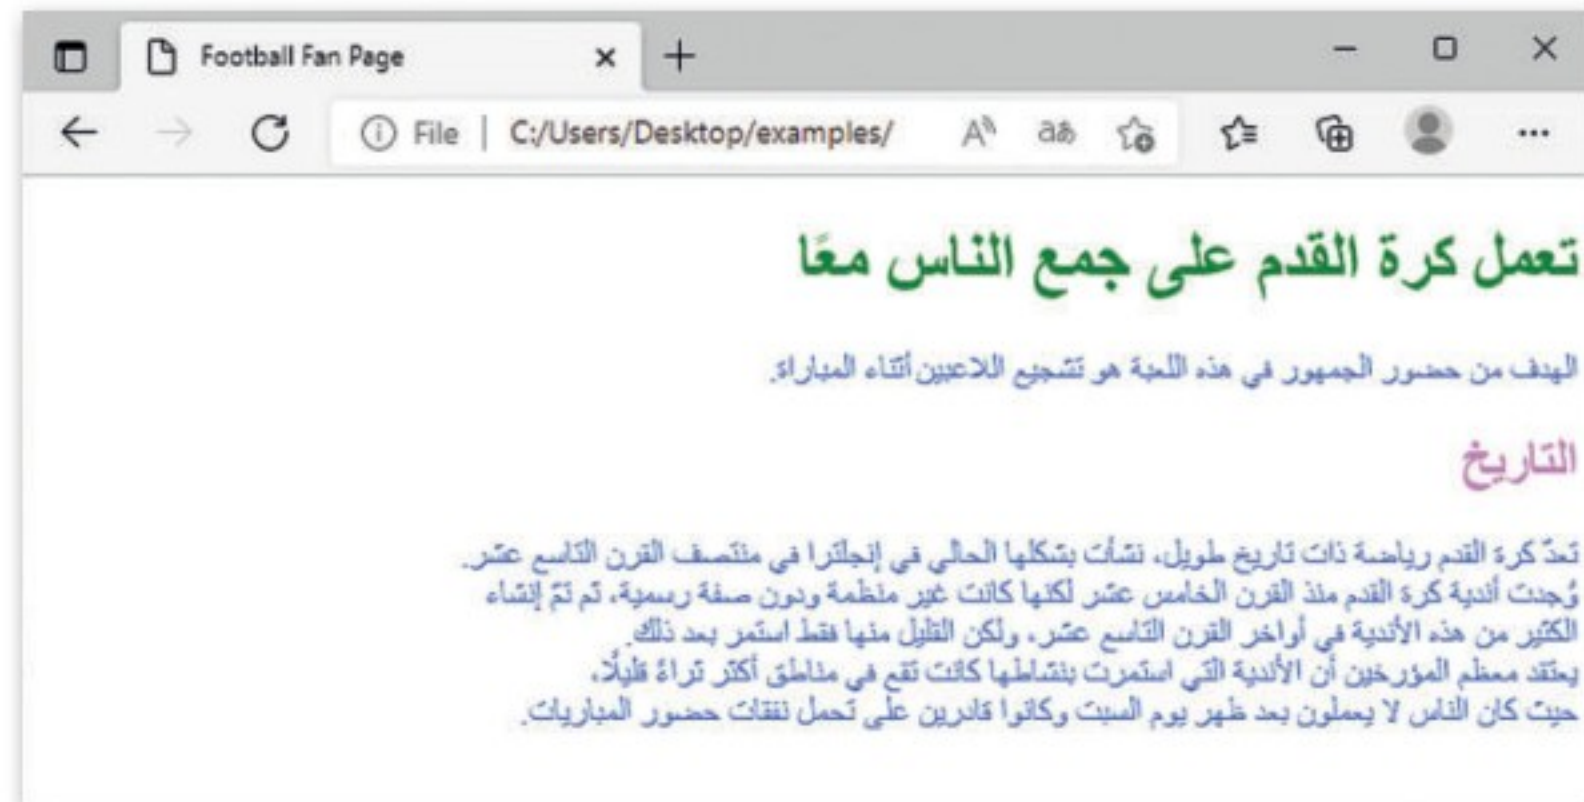 Football Fan Page
File | C:/Users/Desktop/examples/
تعمل كرة القدم على جمع الناس معًا
الهدف من حضور الجمهور في هذه اللعبة هو تشجيع اللاعبين أثناء المباراة.
التاريخ
تعدّ كرة القدم رياضة ذات تاريخ طويل، نشأت بشكلها الحالي في إنجلترا في منتصف القرن التاسع عشر.
وُجدت أندية كرة القدم منذ القرن الخامس عشر لكنها كانت غير منظمة ودون صفة رسمية، ثم تمّ إنشاء
الكثير من هذه الأندية في أواخر القرن التاسع عشر، ولكن القليل منها فقط استمر بعد ذلك.
يعتقد معظم المؤرخين أن الأندية التي استمرت بنشاطها كانت تقع في مناطق أكثر ثراءً قليلًا،
حيث كان الناس لا يعملون بعد ظهر يوم السبت وكانوا قادرين على تحمل نفقات حضور المباريات.